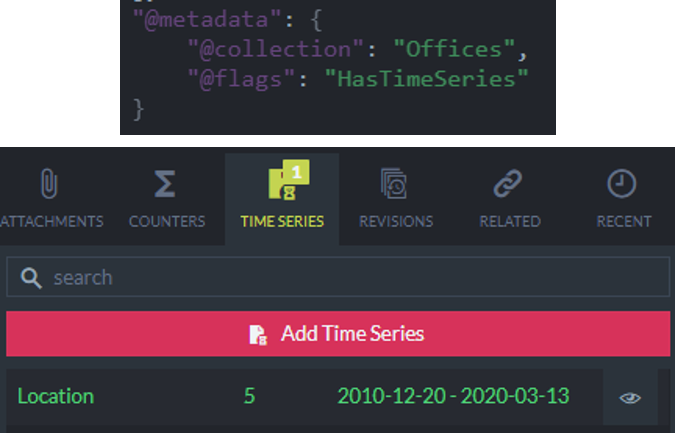 "@metadata": {
"@collection": "Offices",
"@flags": "HasTimeSeries"
}
1
ATTACHMENTS COUNTERS TIME SERIES REVISIONS RELATED RECENT
search
Add Time Series
Location 5 2010-12-20 - 2020-03-13